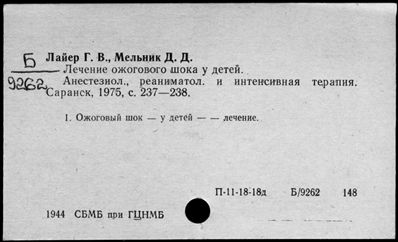 Б
9262
Лайер Г. В., Мельник Д. Д.
Лечение ожогового шока у детей.
Анестезиол., реаниматол. и интенсивная терапия.
Саранск, 1975, с. 237—238.
1. Ожоговый шок — у детей — — лечение.
П-11-18-18д Б/9262 148
1944 СБМБ при ГЦНМБ